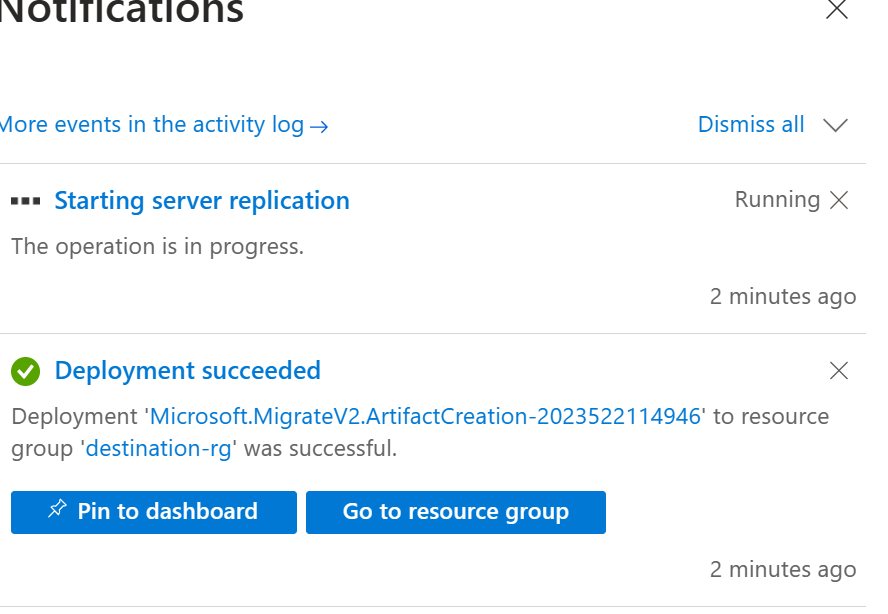 Notifications
More events in the activity log →
Dismiss all
Starting server replication
Running
The operation is in progress.
2 minutes ago
Deployment succeeded
Deployment 'Microsoft.MigrateV2.ArtifactCreation-2023522114946' to resource
group 'destination-rg' was successful.
Pin to dashboard
Go to resource group
2 minutes ago